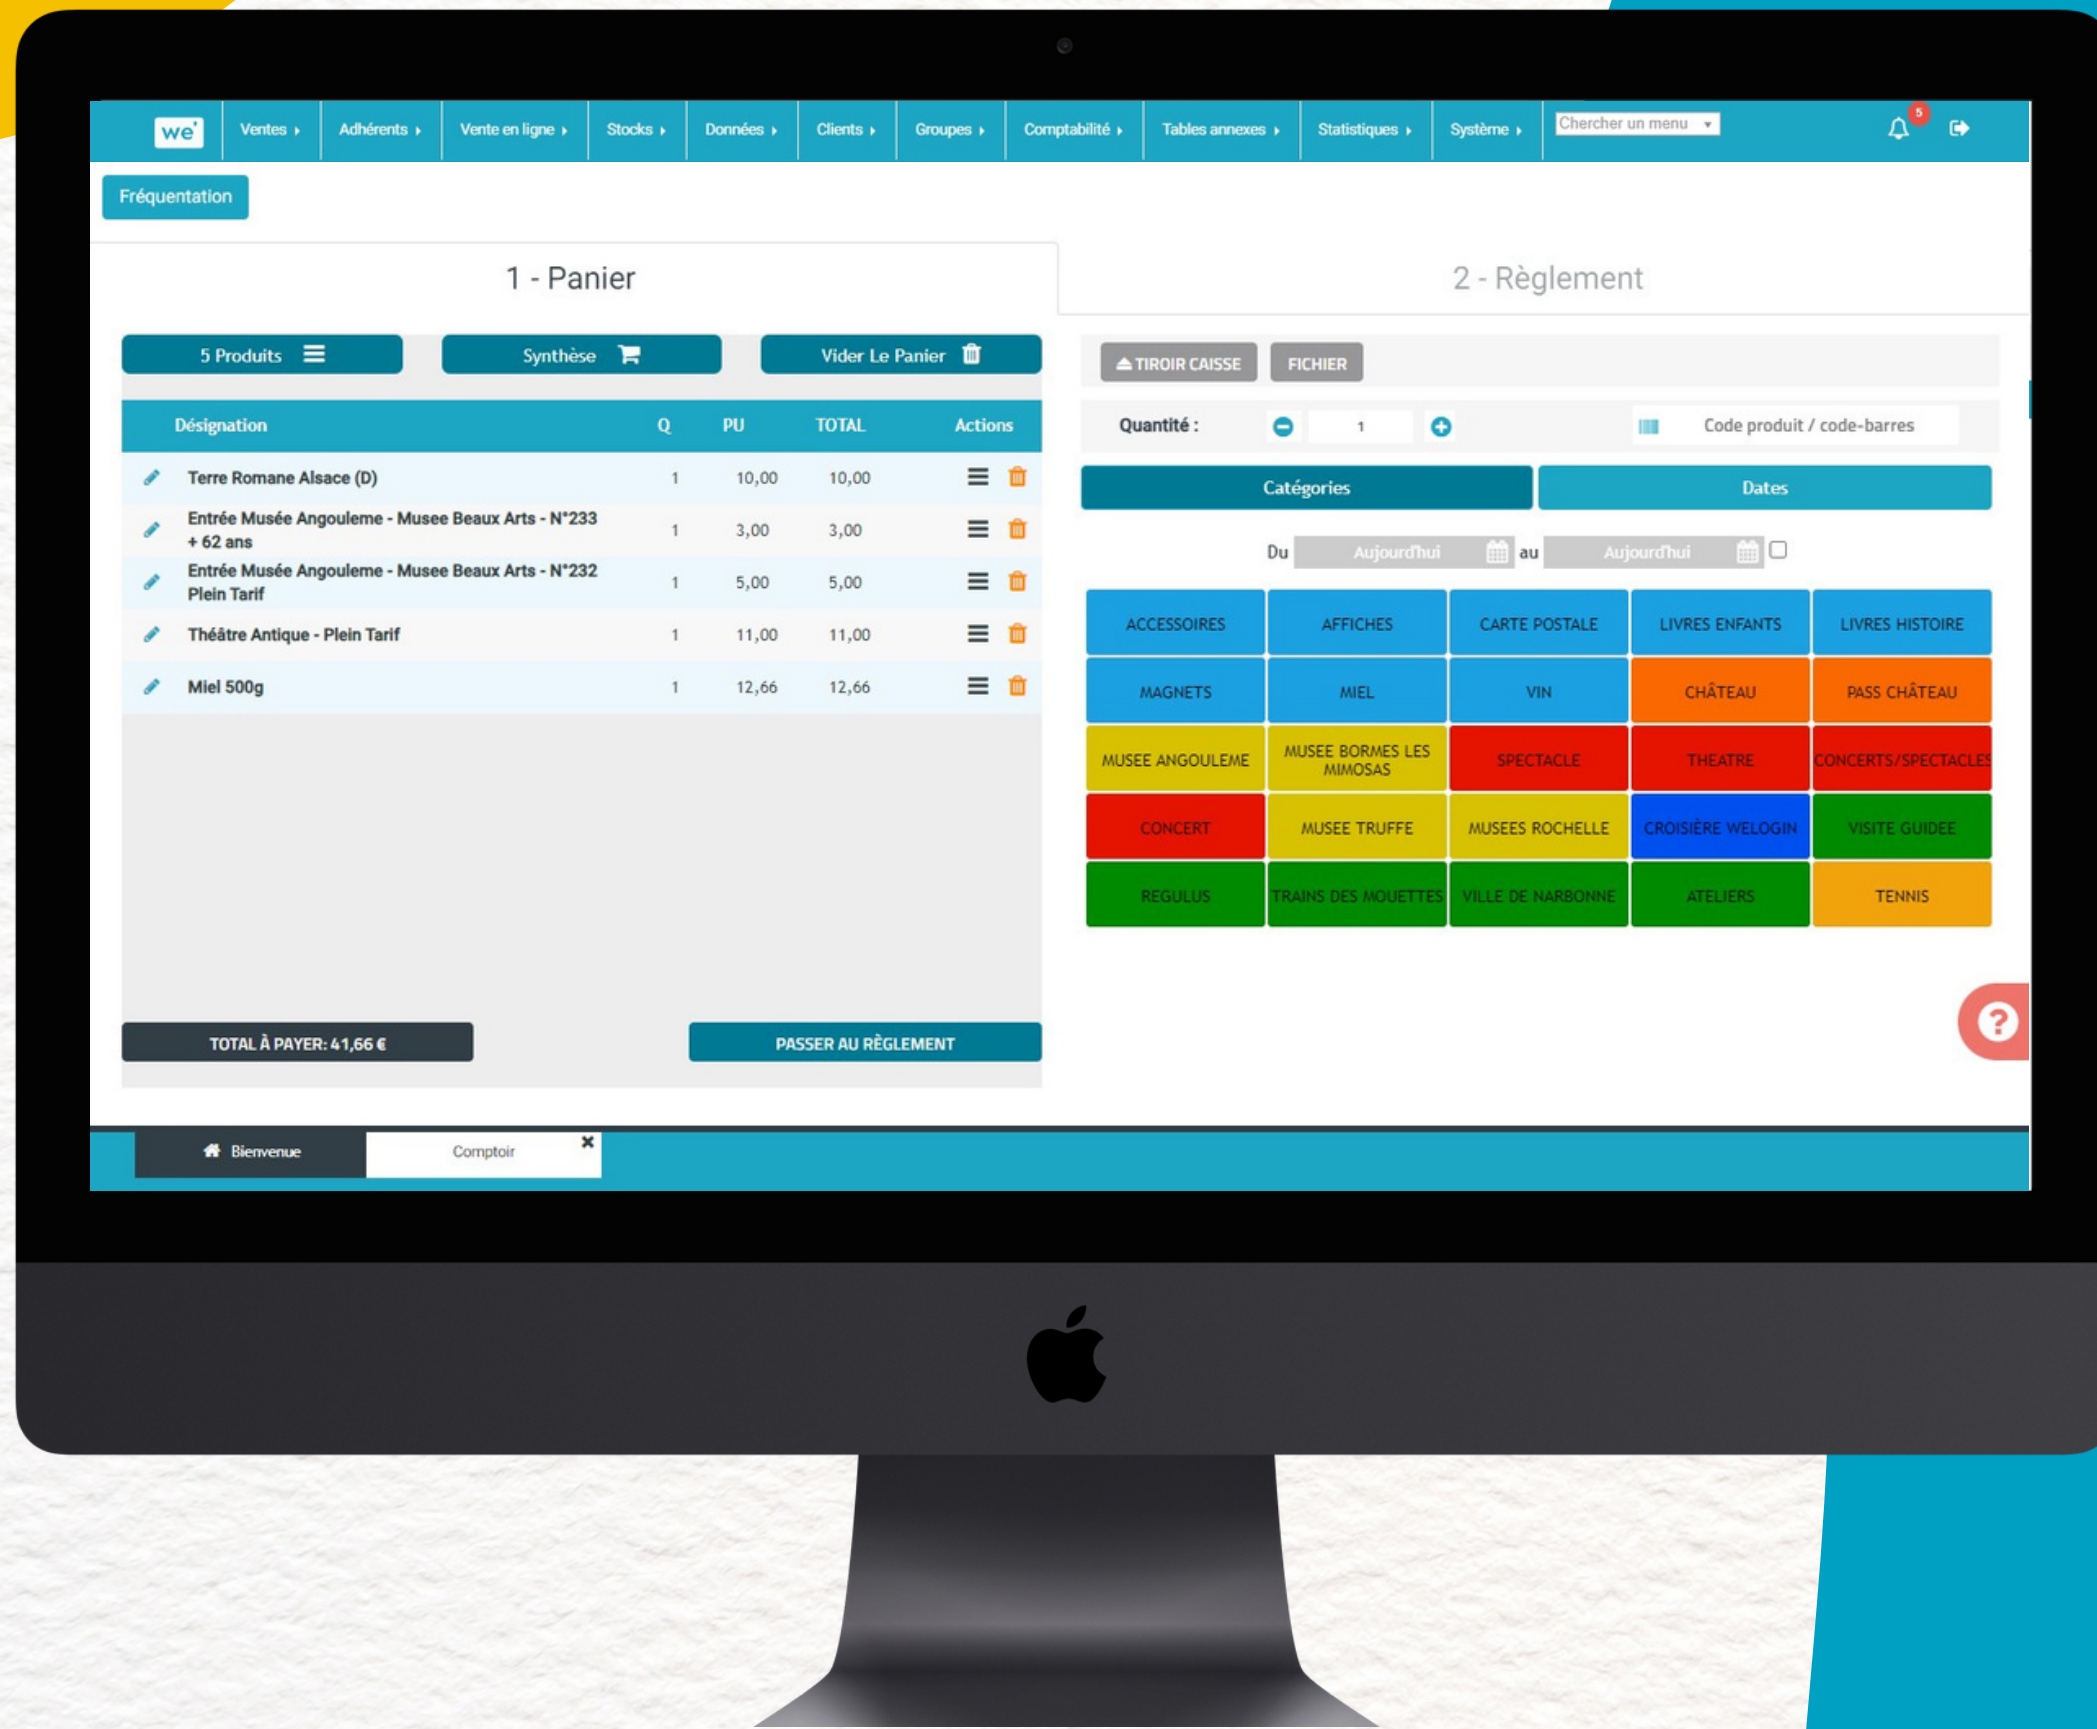 we'
Ventes
Adhérents
Vente en ligne
Stocks
Données
Clients
Groupes
Comptabilité
Tables annexes
Statistiques
Système
Chercher un menu
5
Fréquentation
1 - Panier
2 - Règlement
5 Produits
Synthèse
Vider Le Panier
Désignation Q PU TOTAL Actions
Terre Romane Alsace (D) 1 10,00 10,00
Entrée Musée Angouleme - Musee Beaux Arts - N°233
+ 62 ans 1 3,00 3,00
Entrée Musée Angouleme - Musee Beaux Arts - N°232
Plein Tarif 1 5,00 5,00
Théâtre Antique - Plein Tarif 1 11,00 11,00
Miel 500g 1 12,66 12,66
TOTAL À PAYER: 41,66 €
PASSER AU RÈGLEMENT
TIROIR CAISSE
FICHIER
Quantité : 1
Code produit / code-barres
Catégories
Dates
Du Aujourd'hui au Aujourd'hui
ACCESSOIRES
AFFICHES
CARTE POSTALE
LIVRES ENFANTS
LIVRES HISTOIRE
MAGNETS
MIEL
VIN
CHÂTEAU
PASS CHÂTEAU
MUSEE ANGOULEME
MUSEE BORMES LES
MIMOSAS
SPECTACLE
THEATRE
CONCERTS/SPECTACLES
CONCERT
MUSEE TRUFFE
MUSEES ROCHELLE
CROISIÈRE WELOGIN
VISITE GUIDEE
REGULUS
TRAINS DES MOUETTES
VILLE DE NARBONNE
ATELIERS
TENNIS
?
Bienvenue
Comptoir